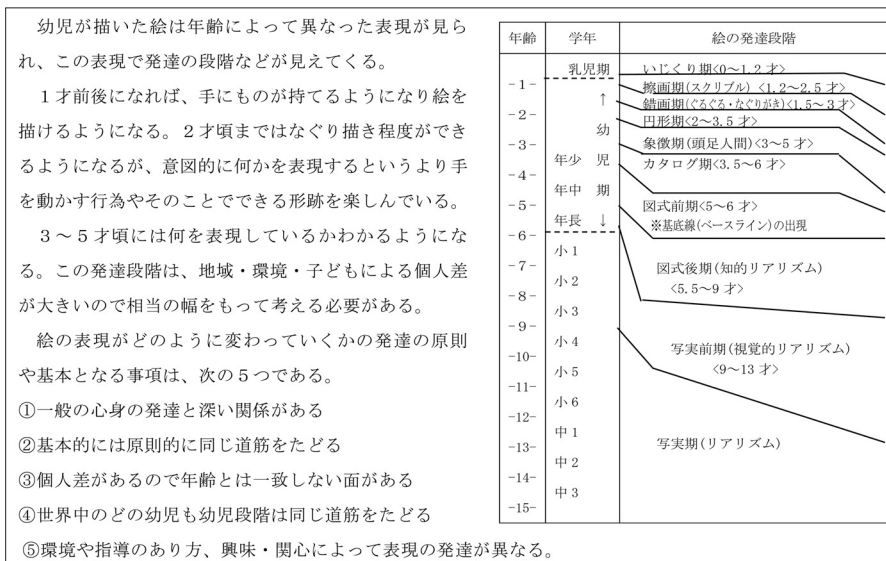 幼児が描いた絵は年齢によって異なった表現が見ら
れ、この表現で発達の段階などが見えてくる。
１才前後になれば、手にものが持てるようになり絵を
描けるようになる。２才頃まではなぐり描き程度ができ
るようになるが、意図的に何かを表現するというより手
を動かす行為やそのことでできる形跡を楽しんでいる。
３～５才頃には何を表現しているかわかるようにな
る。この発達段階は、地域・環境・子どもによる個人差
が大きいので相当の幅をもって考える必要がある。
絵の表現がどのように変わっていくかの発達の原則
や基本となる事項は、次の５つである。
①一般の心身の発達と深い関係がある
②基本的には原則的に同じ道筋をたどる
③個人差があるので年齢とは一致しない面がある
④世界中のどの幼児も幼児段階は同じ道筋をたどる
⑤環境や指導のあり方、興味・関心によって表現の発達が異なる。
年齢 学年 絵の発達段階
乳児期 いじくり期<0～1.2 才>
-1- 擦画期(スクリブル) <1.2～2.5 才>
↑ 錯画期(ぐるぐる・なぐりがき)<1.5～3 才>
-2- 円形期<2～3.5 才>
幼
-3- 象徴期(頭足人間)<3～5 才>
年少 児 カタログ期<3.5～6 才>
-4-
年中 期
-5- 図式前期<5～6 才>
年長 ↓ ※基底線(ベースライン)の出現
-6-
小１
-7- 図式後期(知的リアリズム)
小２ <5.5～9 才>
-8-
小３
-9-
小４ 写実前期(視覚的リアリズム)
-10- <9～13 才>
小５
-11-
小６
-12-
中１
-13- 写実期(リアリズム)
中２
-14-
中３
-15-